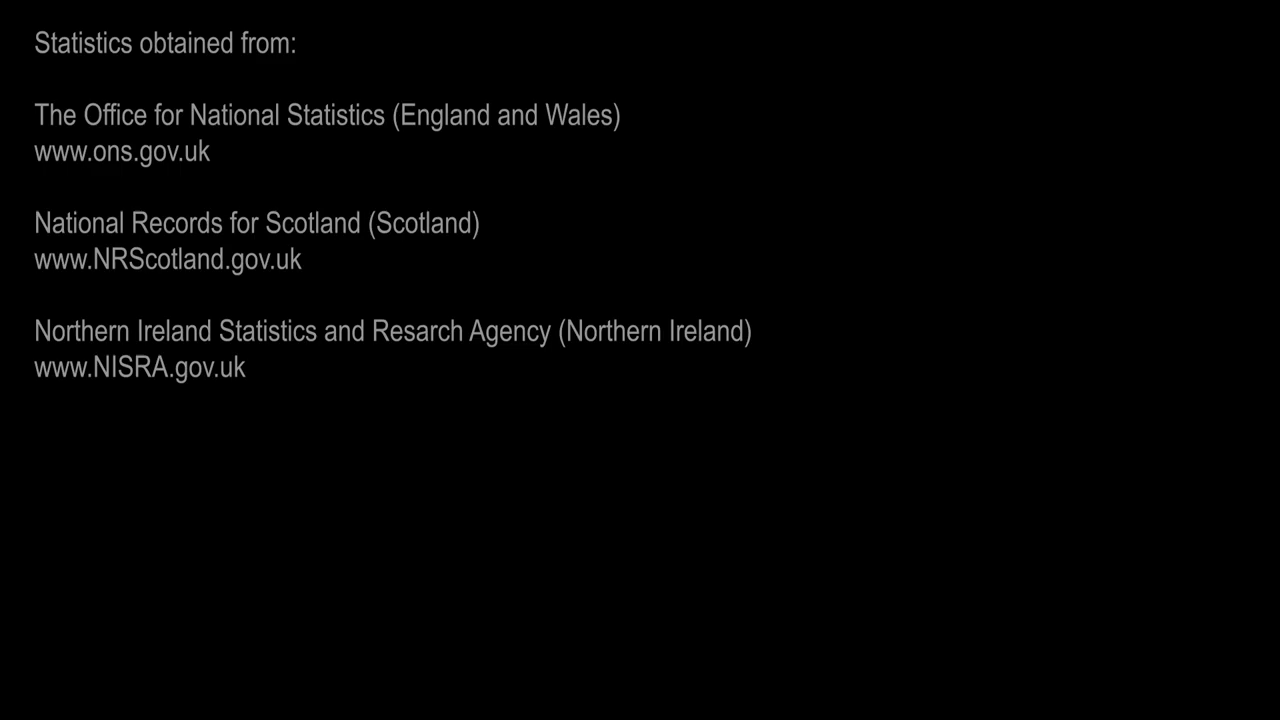 Statistics obtained from:
The Office for National Statistics (England and Wales)
www.ons.gov.uk
National Records for Scotland (Scotland)
www.NRScotland.gov.uk
Northern Ireland Statistics and Resarch Agency (Northern Ireland)
www.NISRA.gov.uk